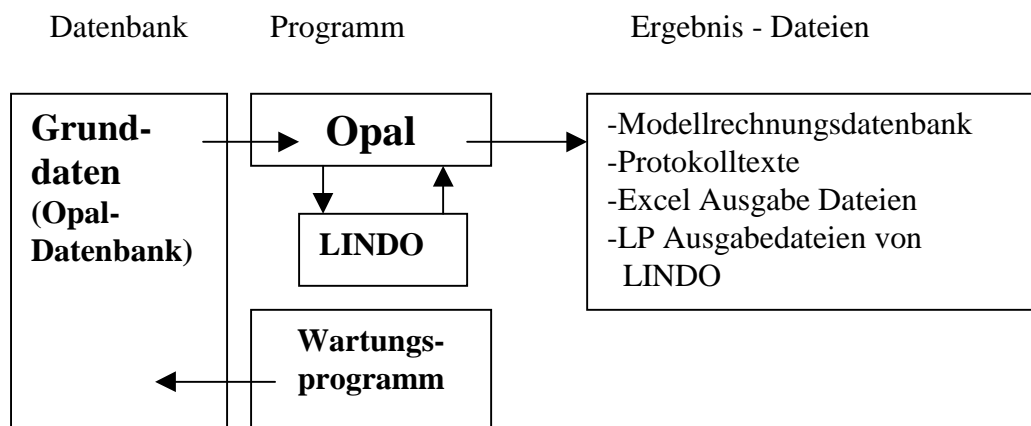 Datenbank Programm Ergebnis - Dateien
Grund-
daten
(Opal-
Datenbank)
Opal
LINDO
Wartungs-
programm
-Modellrechnungsdatenbank
-Protokolltexte
-Excel Ausgabe Dateien
-LP Ausgabedateien von
LINDO